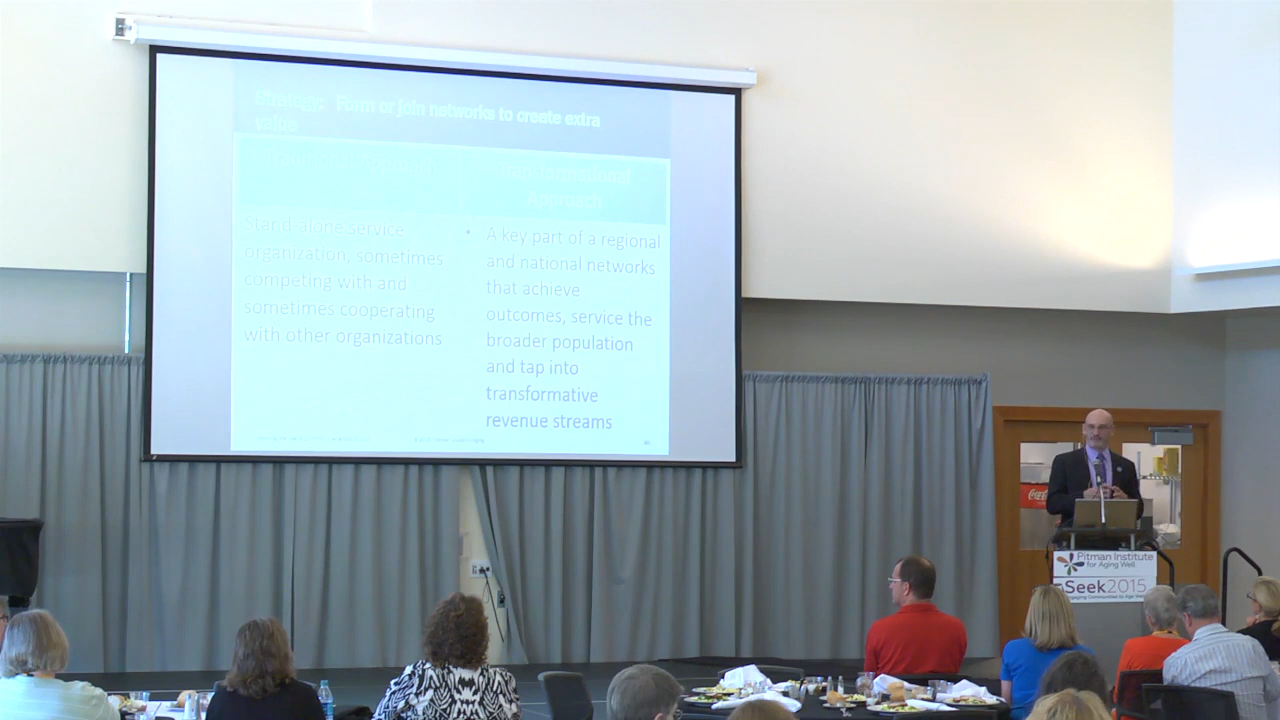 Strategy: Form or join networks to create extra
value
Transformational
Approach
Stand-alone service
organization, sometimes
competing with and
sometimes cooperating
with other organizations
• A key part of a regional
and national networks
that achieve
outcomes, service the
broader population
and tap into
transformative
revenue streams
Pitman Institute
for Aging Well
Seek2015